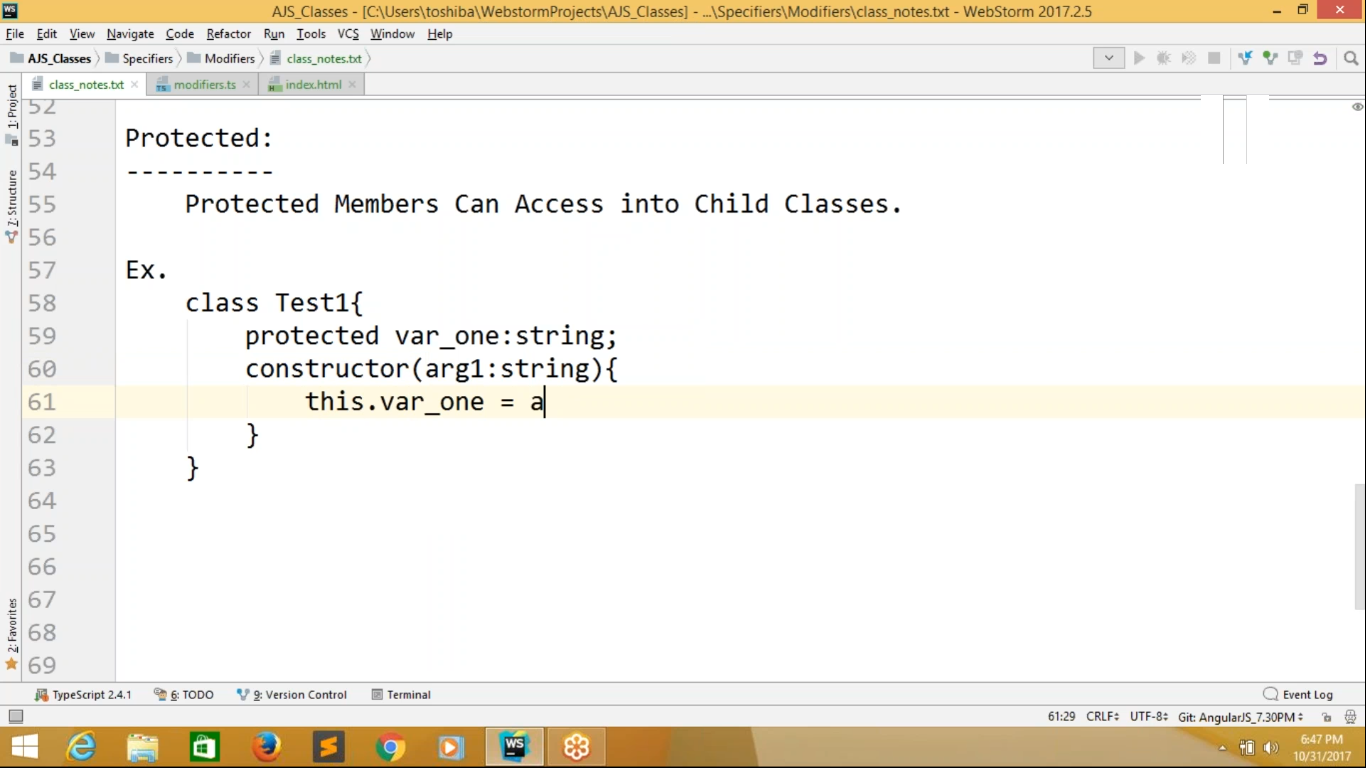 AJS_Classes - [C:\Users\toshiba\WebstormProjects\AJS_Classes] - ...\Specifiers\Modifiers\class_notes.txt - WebStorm 2017.2.5
File Edit View Navigate Code Refactor Run Tools VCS Window Help
AJS_Classes Specifiers Modifiers class_notes.txt
class_notes.txt modifiers.ts index.html
1: Project
7: Structure
2: Favorites
52
53 Protected:
54 ----------
55 Protected Members Can Access into Child Classes.
56
57 Ex.
58 class Test1{
59 protected var_one:string;
60 constructor(arg1:string){
61 this.var_one = a
62 }
63 }
64
65
66
67
68
69
TypeScript 2.4.1 6: TODO 9: Version Control Terminal Event Log
61:29 CRLF UTF-8 Git: AngularJS_7.30PM
6:47 PM
10/31/2017